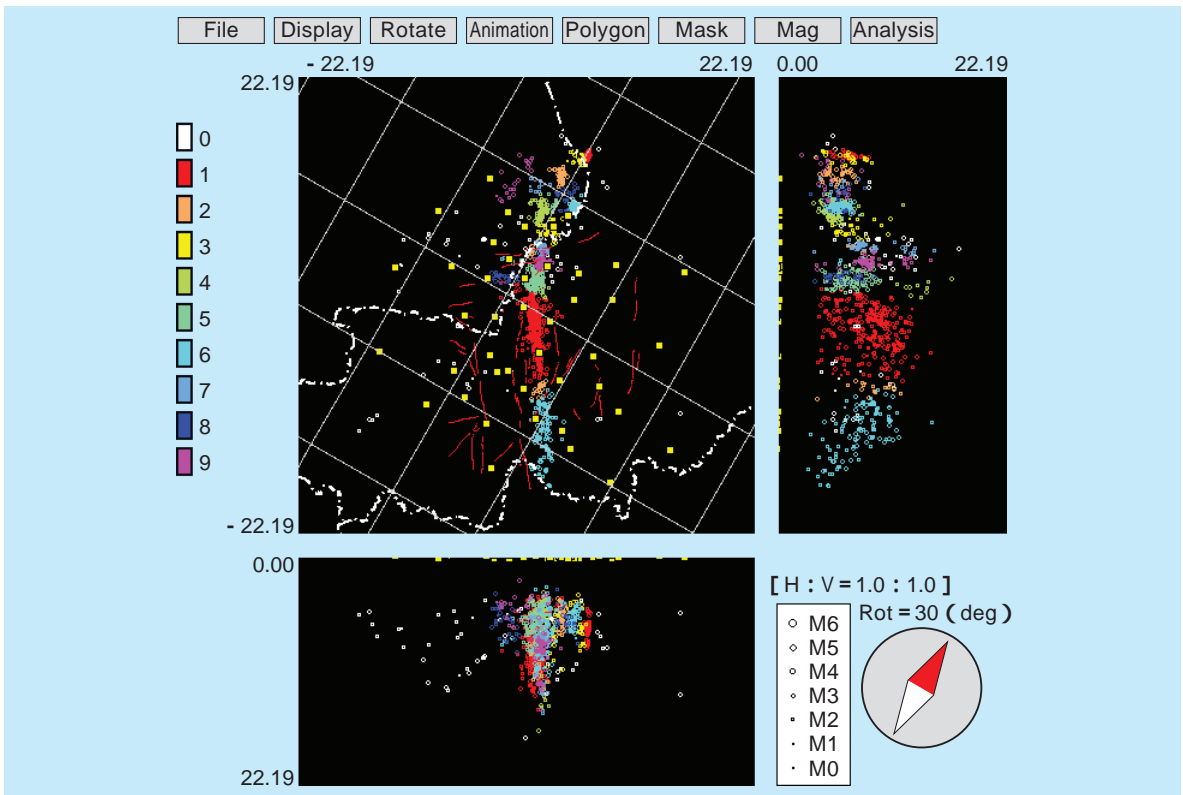 File Display Rotate Animation Polygon Mask Mag Analysis
- 22.19 22.19 0.00 22.19
22.19
0
1
2
3
4
5
6
7
8
9
- 22.19
0.00
22.19
[ H : V = 1.0 : 1.0 ]
Rot = 30 ( deg )
M6
M5
M4
M3
M2
M1
M0